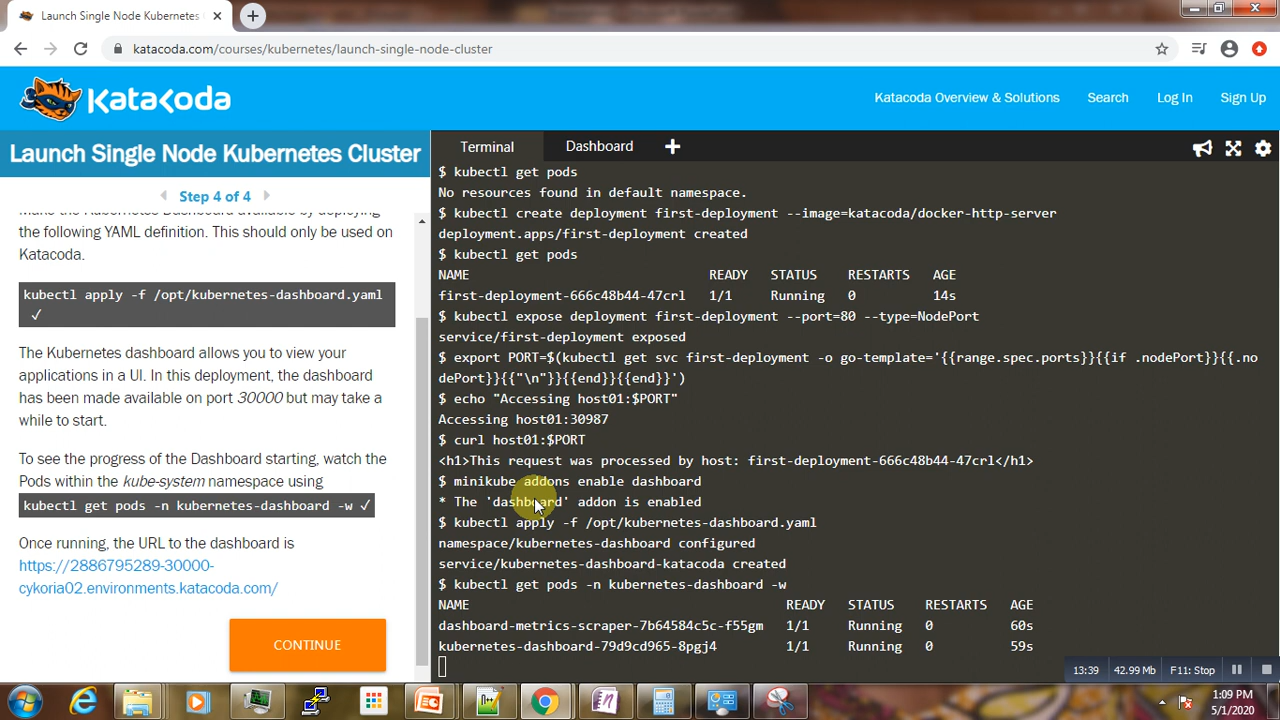 Launch Single Node Kubernetes
katacoda.com/courses/kubernetes/launch-single-node-cluster
KataKoda
Katacoda Overview & Solutions
Search
Log In
Sign Up
Launch Single Node Kubernetes Cluster
Step 4 of 4
Make the Kubernetes Dashboard available by deploying
the following YAML definition. This should only be used on
Katacoda.
kubectl apply -f /opt/kubernetes-dashboard.yaml
✓
The Kubernetes dashboard allows you to view your
applications in a UI. In this deployment, the dashboard
has been made available on port 30000 but may take a
while to start.
To see the progress of the Dashboard starting, watch the
Pods within the kube-system namespace using
kubectl get pods -n kubernetes-dashboard -w ✓
Once running, the URL to the dashboard is
https://2886795289-30000-
cykoria02.environments.katacoda.com/
CONTINUE
Terminal
Dashboard
$ kubectl get pods
No resources found in default namespace.
$ kubectl create deployment first-deployment --image=katacoda/docker-http-server
deployment.apps/first-deployment created
$ kubectl get pods
NAME READY STATUS RESTARTS AGE
first-deployment-666c48b44-47crl 1/1 Running 0 14s
$ kubectl expose deployment first-deployment --port=80 --type=NodePort
service/first-deployment exposed
$ export PORT=$(kubectl get svc first-deployment -o go-template='{{range.spec.ports}}{{if .nodePort}}{{.no
dePort}}{{"\n"}}{{end}}{{end}}')
$ echo "Accessing host01:$PORT"
Accessing host01:30987
$ curl host01:$PORT
<h1>This request was processed by host: first-deployment-666c48b44-47crl</h1>
$ minikube addons enable dashboard
* The 'dashboard' addon is enabled
$ kubectl apply -f /opt/kubernetes-dashboard.yaml
namespace/kubernetes-dashboard configured
service/kubernetes-dashboard-katacoda created
$ kubectl get pods -n kubernetes-dashboard -w
NAME READY STATUS RESTARTS AGE
dashboard-metrics-scraper-7b64584c5c-f55gm 1/1 Running 0 60s
kubernetes-dashboard-79d9cd965-8pgj4 1/1 Running 0 59s
13:39 42.99 Mb F11: Stop
1:09 PM
5/1/2020